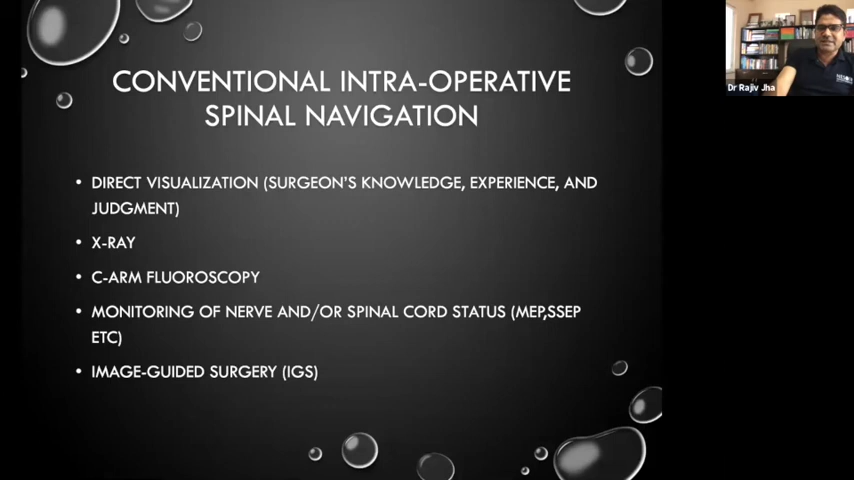 CONVENTIONAL INTRA-OPERATIVE
SPINAL NAVIGATION
• DIRECT VISUALIZATION (SURGEON'S KNOWLEDGE, EXPERIENCE, AND
JUDGMENT)
• X-RAY
• C-ARM FLUOROSCOPY
• MONITORING OF NERVE AND/OR SPINAL CORD STATUS (MEP,SSEP
ETC)
• IMAGE-GUIDED SURGERY (IGS)
Dr Rajiv Jha